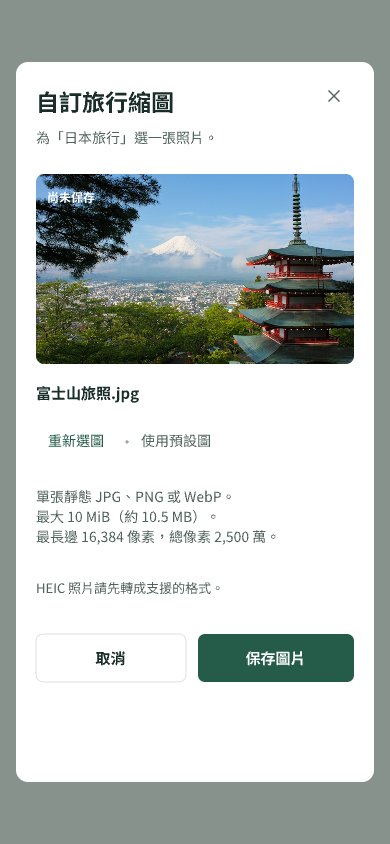 自訂旅行縮圖
為「日本旅行」選一張照片。
尚未保存
富士山旅照.jpg
重新選圖 • 使用預設圖
單張靜態 JPG、PNG 或 WebP。
最大 10 MiB（約 10.5 MB）。
最長邊 16,384 像素，總像素 2,500 萬。
HEIC 照片請先轉成支援的格式。
取消 保存圖片